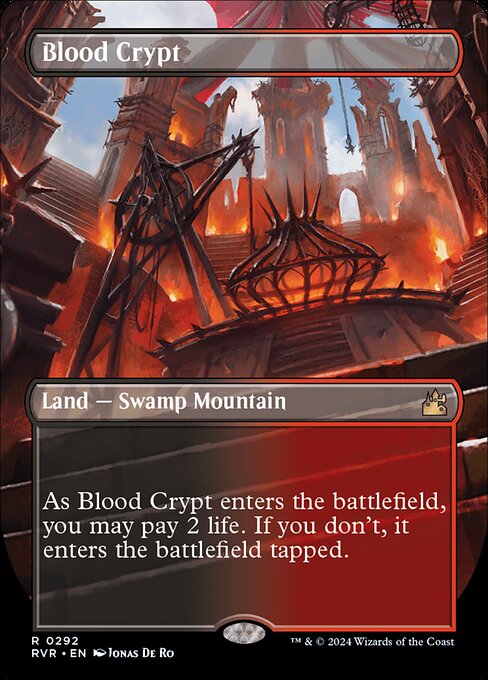 Blood Crypt
Land — Swamp Mountain
As Blood Crypt enters the battlefield,
you may pay 2 life. If you don't, it
enters the battlefield tapped.
R 0292
RVR • EN Jonas De Ro
™ & © 2024 Wizards of the Coast